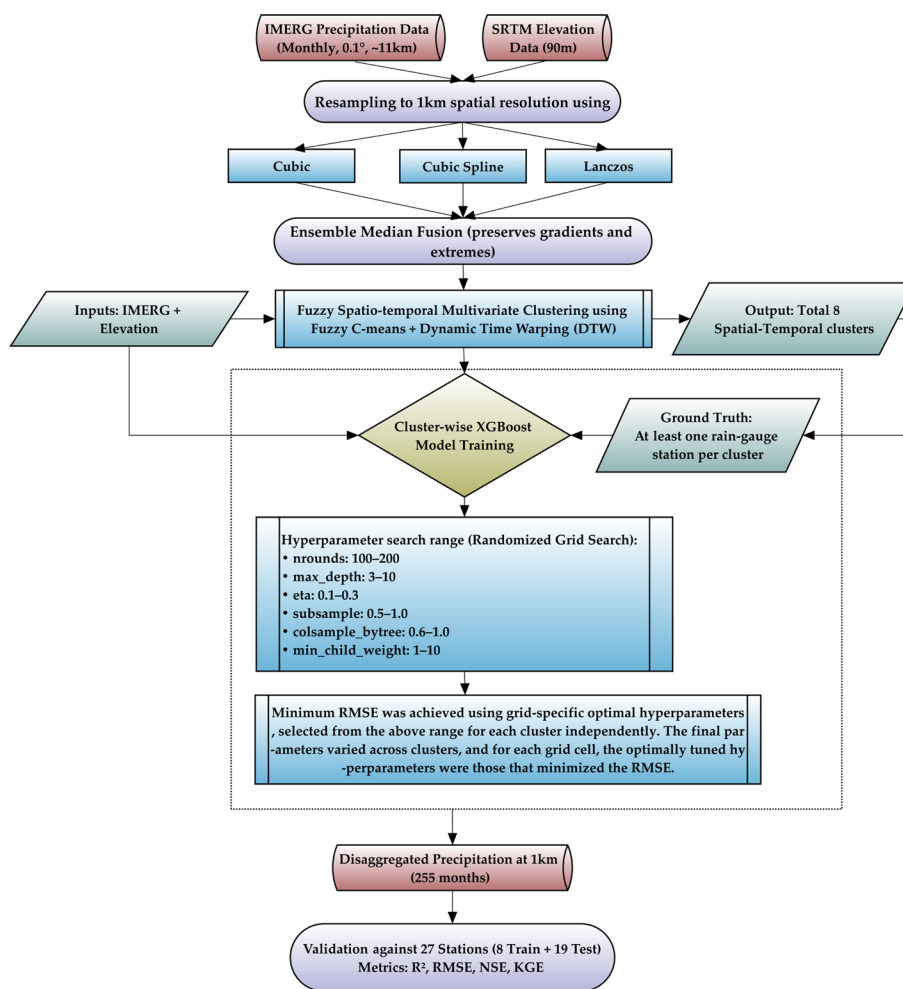 IMERG Precipitation Data
(Monthly, 0.1°, ~11km)
SRTM Elevation
Data (90m)
Resampling to 1km spatial resolution using
Cubic
Cubic Spline
Lanczos
Ensemble Median Fusion (preserves gradients and
extremes)
Inputs: IMERG +
Elevation
Fuzzy Spatio-temporal Multivariate Clustering using
Fuzzy C-means + Dynamic Time Warping (DTW)
Output: Total 8
Spatial-Temporal clusters
Cluster-wise XGBoost
Model Training
Ground Truth:
At least one rain-gauge
station per cluster
Hyperparameter search range (Randomized Grid Search):
• nrounds: 100–200
• max_depth: 3–10
• eta: 0.1–0.3
• subsample: 0.5–1.0
• colsample_bytree: 0.6–1.0
• min_child_weight: 1–10
Minimum RMSE was achieved using grid-specific optimal hyperparameters
, selected from the above range for each cluster independently. The final par
-ameters varied across clusters, and for each grid cell, the optimally tuned hy
-perparameters were those that minimized the RMSE.
Disaggregated Precipitation at 1km
(255 months)
Validation against 27 Stations (8 Train + 19 Test)
Metrics: R², RMSE, NSE, KGE